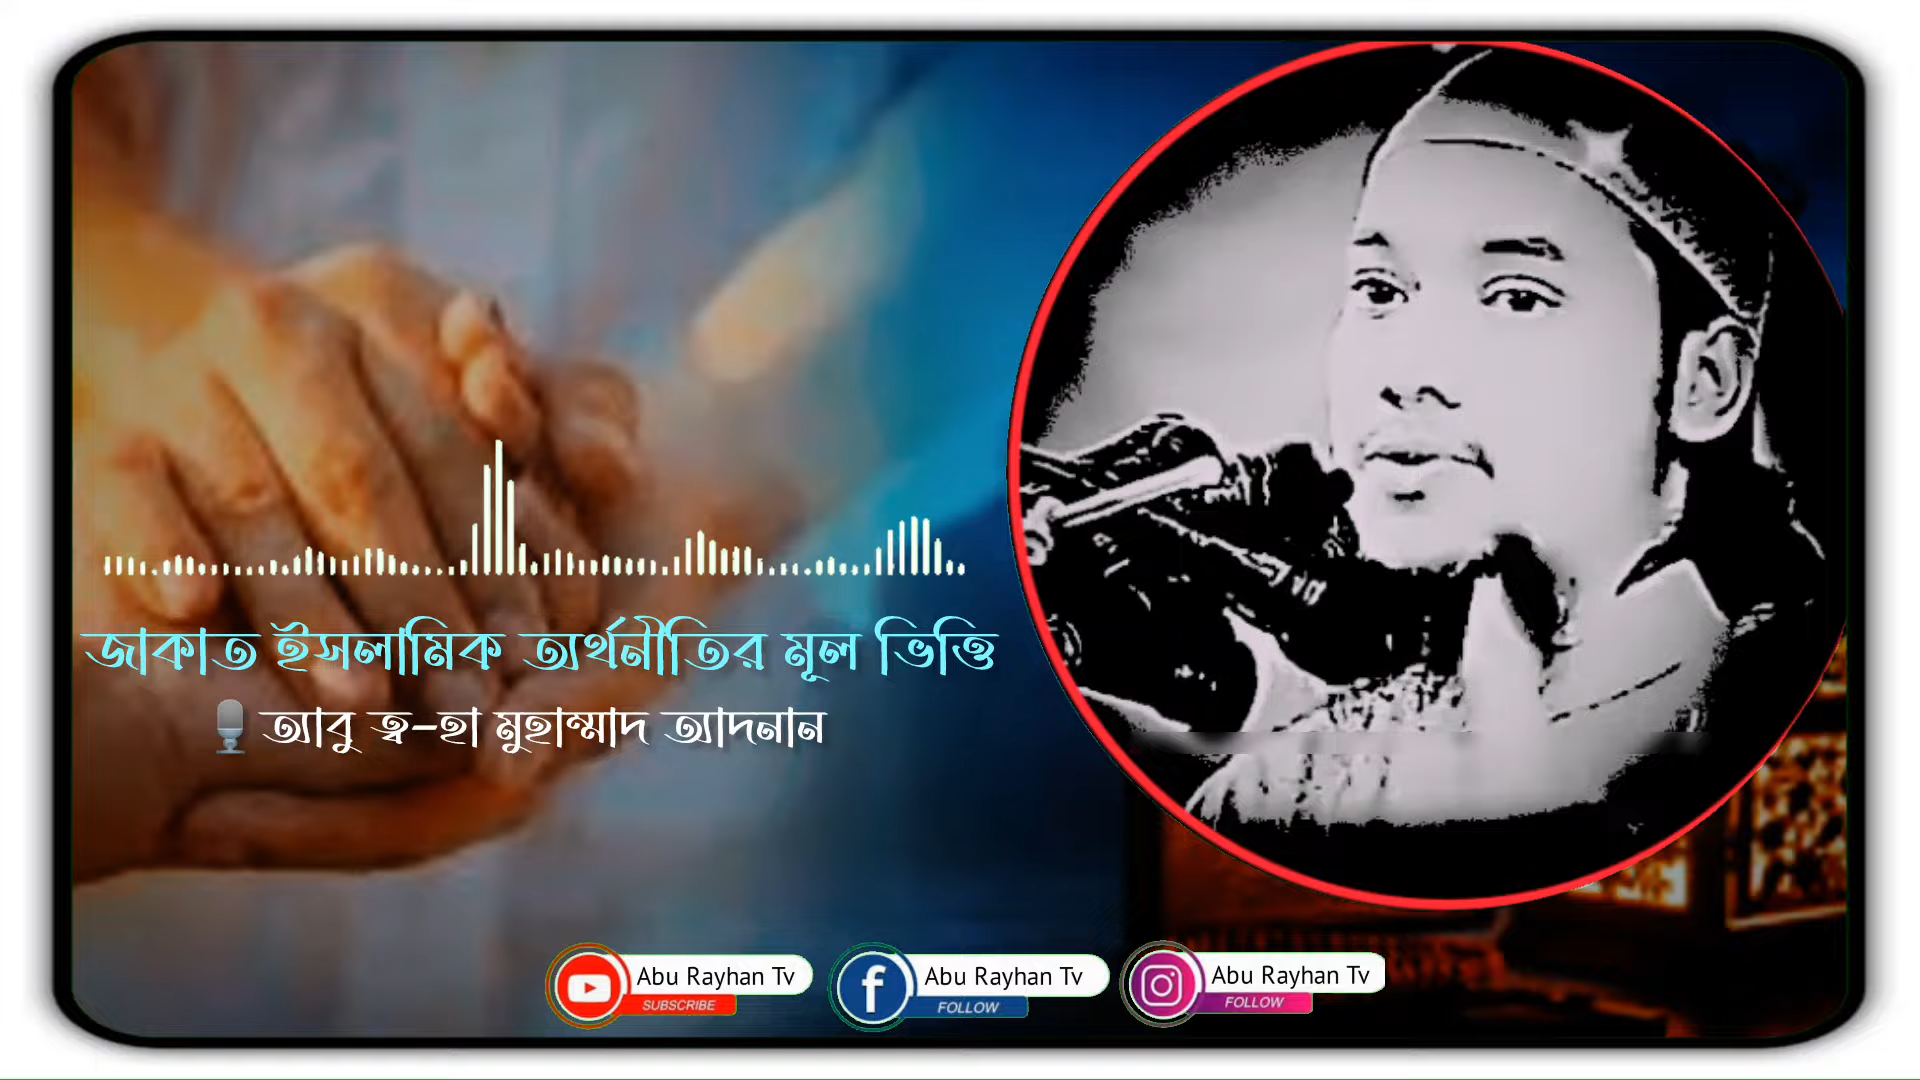 জাকাত ইসলামিক অর্থনীতির মূল ভিত্তি
আবু ত্ব-হা মুহাম্মাদ আদনান
Abu Rayhan Tv
SUBSCRIBE
Abu Rayhan Tv
FOLLOW
Abu Rayhan Tv
FOLLOW